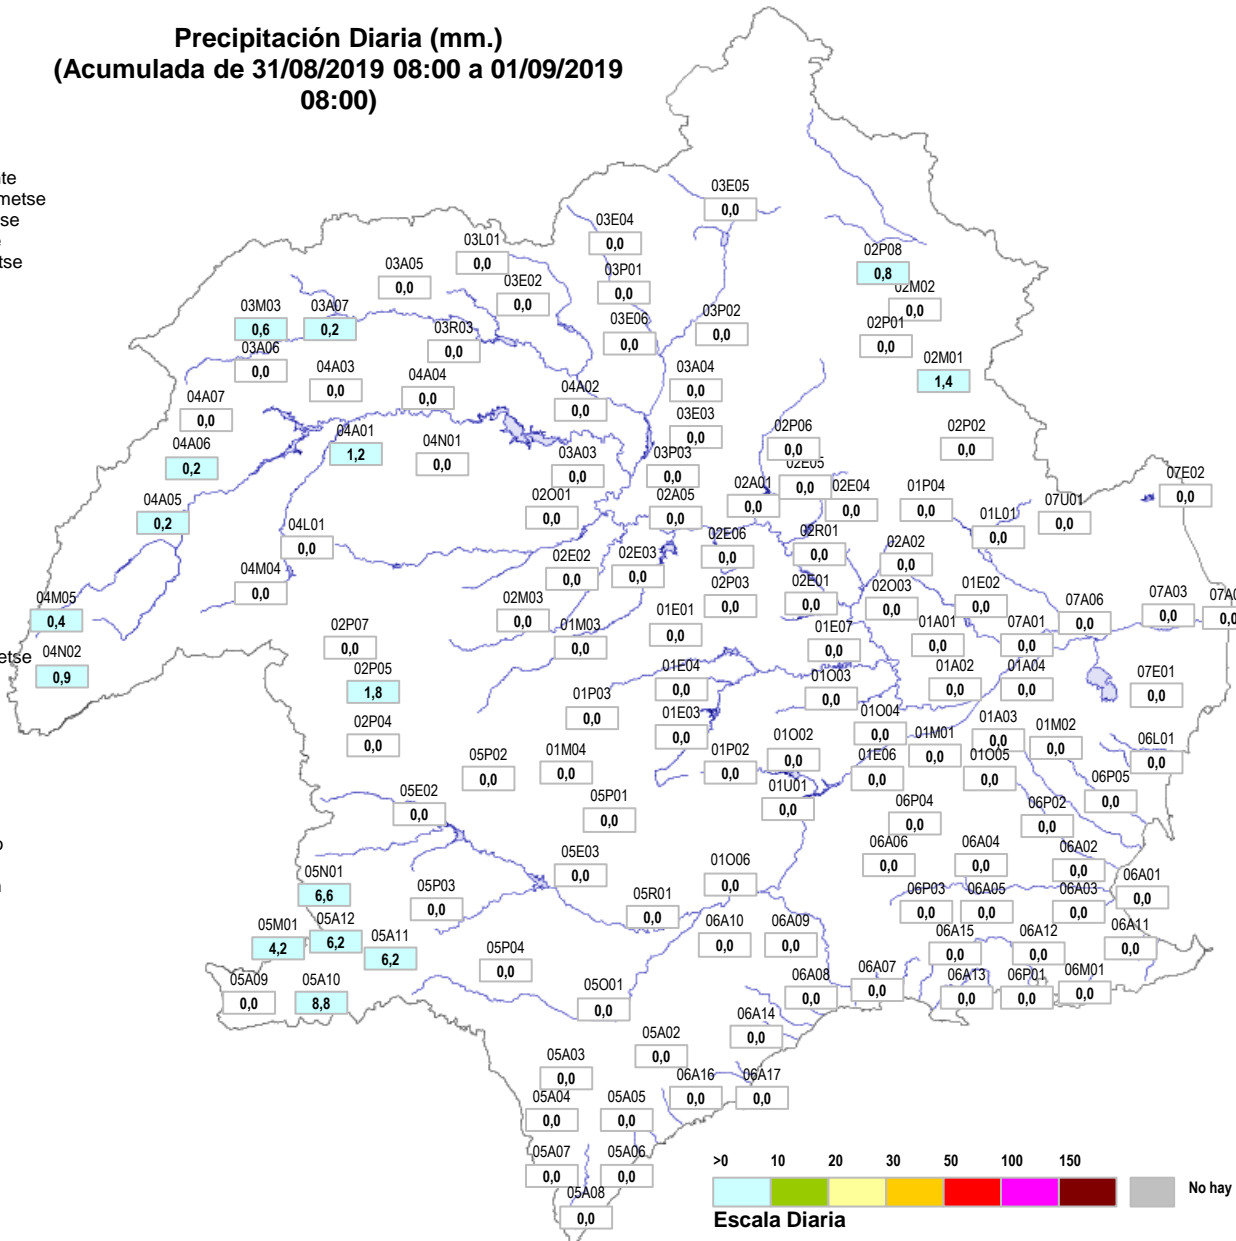 Precipitación Diaria (mm.)
(Acumulada de 31/08/2019 08:00 a 01/09/2019
08:00)
03E05
0,0
03E04
0,0
03L01
0,0
02P08
0,8
03A05
0,0
03P01
0,0
03E02
0,0
02M02
0,0
03M03
0,6
03A07
0,2
03E06
0,0
03P02
0,0
02P01
0,0
03R03
0,0
03A06
0,0
02M01
1,4
04A03
0,0
04A04
0,0
03A04
0,0
04A02
0,0
04A07
0,0
03E03
0,0
04A01
1,2
02P06
0,0
02P02
0,0
04A06
0,2
04N01
0,0
03A03
0,0
03P03
0,0
02E05
0,0
07E02
0,0
02A01
0,0
02E04
0,0
01P04
0,0
04A05
0,2
02O01
0,0
02A05
0,0
01L01
0,0
07U01
0,0
04L01
0,0
02E06
0,0
02R01
0,0
02A02
0,0
02E02
0,0
02E03
0,0
04M04
0,0
02P03
0,0
02E01
0,0
02O03
0,0
01E02
0,0
07A03
0,0
07A0
0,0
04M05
0,4
02M03
0,0
01E01
0,0
07A06
0,0
02P07
0,0
01M03
0,0
01E07
0,0
01A01
0,0
07A01
0,0
etse
04N02
0,9
02P05
1,8
01E04
0,0
01O03
0,0
01A02
0,0
01A04
0,0
07E01
0,0
01P03
0,0
02P04
0,0
01E03
0,0
01O04
0,0
01A03
0,0
01M02
0,0
01M01
0,0
06L01
0,0
05P02
0,0
01M04
0,0
01P02
0,0
01O02
0,0
01E06
0,0
01O05
0,0
05E02
0,0
05P01
0,0
01U01
0,0
06P05
0,0
06P04
0,0
06P02
0,0
05E03
0,0
01O06
0,0
06A06
0,0
06A04
0,0
06A02
0,0
05N01
6,6
05P03
0,0
05R01
0,0
06P03
0,0
06A05
0,0
06A03
0,0
06A01
0,0
05M01
4,2
05A12
6,2
05A11
6,2
06A10
0,0
06A09
0,0
06A15
0,0
06A12
0,0
06A11
0,0
05P04
0,0
05A09
0,0
05A10
8,8
05O01
0,0
06A08
0,0
06A07
0,0
06A13
0,0
06P01
0,0
06M01
0,0
06A14
0,0
05A02
0,0
05A03
0,0
06A16
0,0
06A17
0,0
05A04
0,0
05A05
0,0
05A07
0,0
05A06
0,0
05A08
0,0
>0 10 20 30 50 100 150
No hay
Escala Diaria